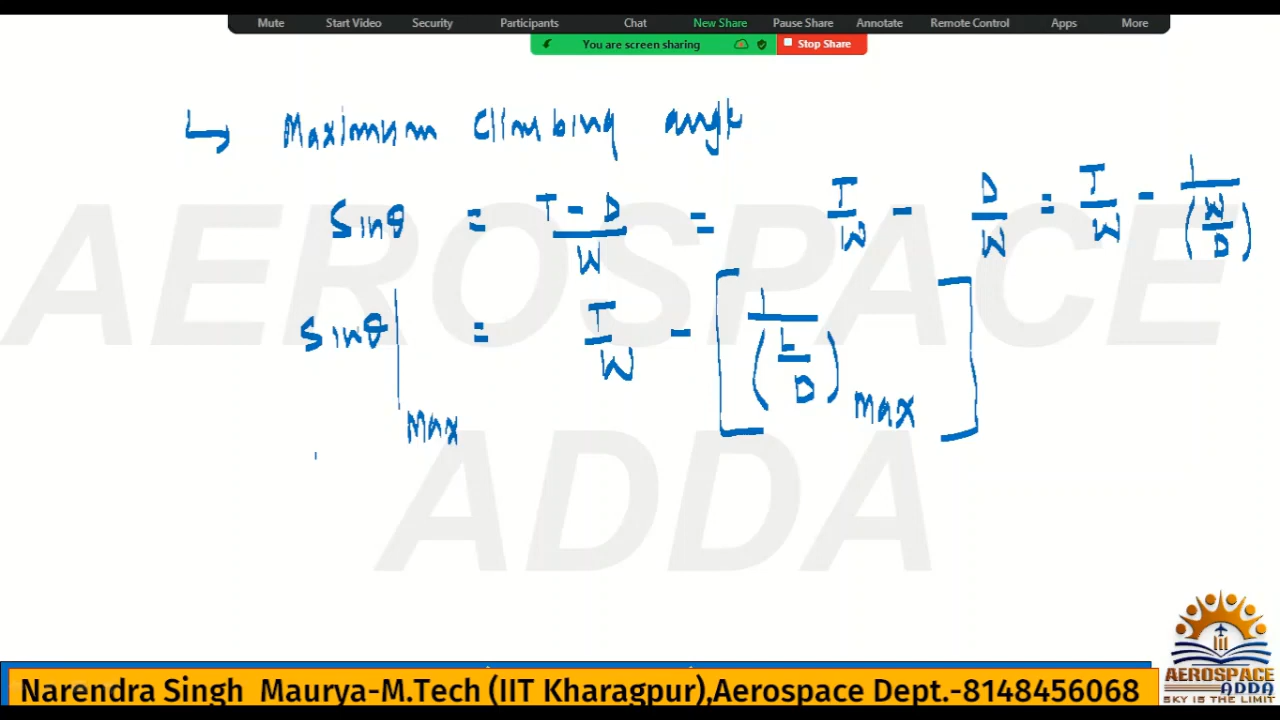 Mute Start Video Security Participants Chat New Share Pause Share Annotate Remote Control Apps More
You are screen sharing Stop Share
↳ Maximum climbing angle
Sinθ = T - D / W = T/W - D/W = T/W - 1/(W/D)
Sinθ|Max = T/W - [1/(L/D)max]
AEROSPACE
ADDA
AEROSPACE
ADDA
SKY IS THE LIMIT
Narendra Singh Maurya-M.Tech (IIT Kharagpur),Aerospace Dept.-8148456068